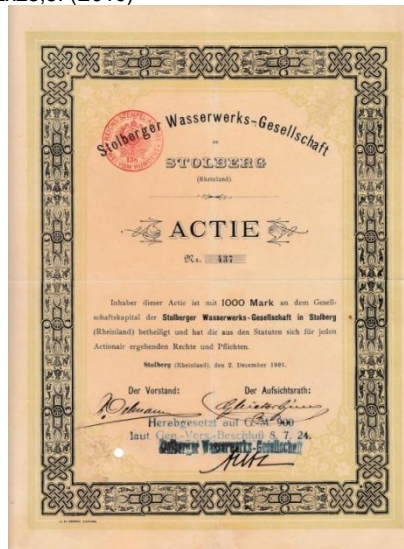 Stolberger Wasserwerks-Gesellschaft
zu
STOLBERG
(Rheinland).
ACTIE
No. 437
Inhaber dieser Actie ist mit 1000 Mark an dem Gesell-
schaftskapital der Stolberger Wasserwerks-Gesellschaft in Stolberg
(Rheinland) betheiligt und hat die aus den Statuten sich für jeden
Actionair ergebenden Rechte und Pflichten.
Stolberg (Rheinland), den 2. December 1901.
Der Vorstand: Der Aufsichtsrath:
Herabgesetzt auf G.-M. 900
laut Gen.-Vers.-Beschluß 8. 7. 24.
Stolberger Wasserwerks-Gesellschaft